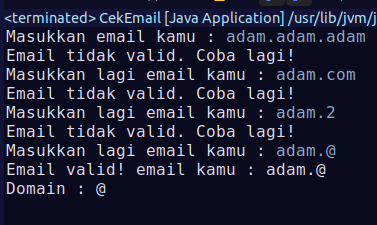 <terminated> CekEmail [Java Application] /usr/lib/jvm/j
Masukkan email kamu : adam.adam.adam
Email tidak valid. Coba lagi!
Masukkan lagi email kamu : adam.com
Email tidak valid. Coba lagi!
Masukkan lagi email kamu : adam.2
Email tidak valid. Coba lagi!
Masukkan lagi email kamu : adam.@
Email valid! email kamu : adam.@
Domain : @